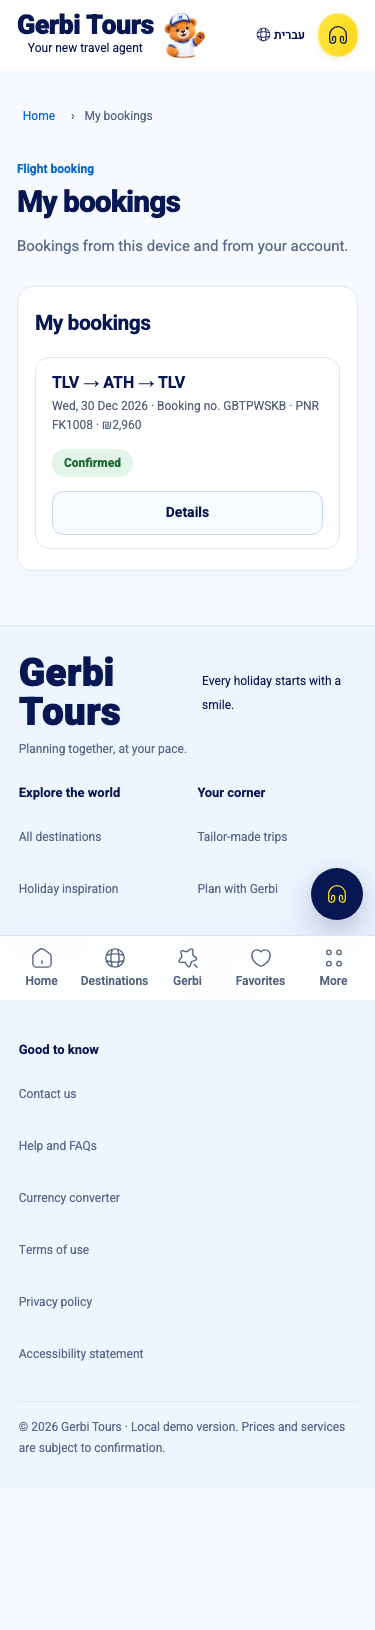 Gerbi Tours
Your new travel agent
עברית
Home › My bookings
Flight booking
My bookings
Bookings from this device and from your account.
My bookings
TLV → ATH → TLV
Wed, 30 Dec 2026 · Booking no. GBTPWSKB · PNR
FK1008 · ₪2,960
Confirmed
Details
Gerbi
Tours
Every holiday starts with a
smile.
Planning together, at your pace.
Explore the world
Your corner
All destinations
Tailor-made trips
Holiday inspiration
Plan with Gerbi
Home
Destinations
Gerbi
Favorites
More
Good to know
Contact us
Help and FAQs
Currency converter
Terms of use
Privacy policy
Accessibility statement
© 2026 Gerbi Tours · Local demo version. Prices and services
are subject to confirmation.